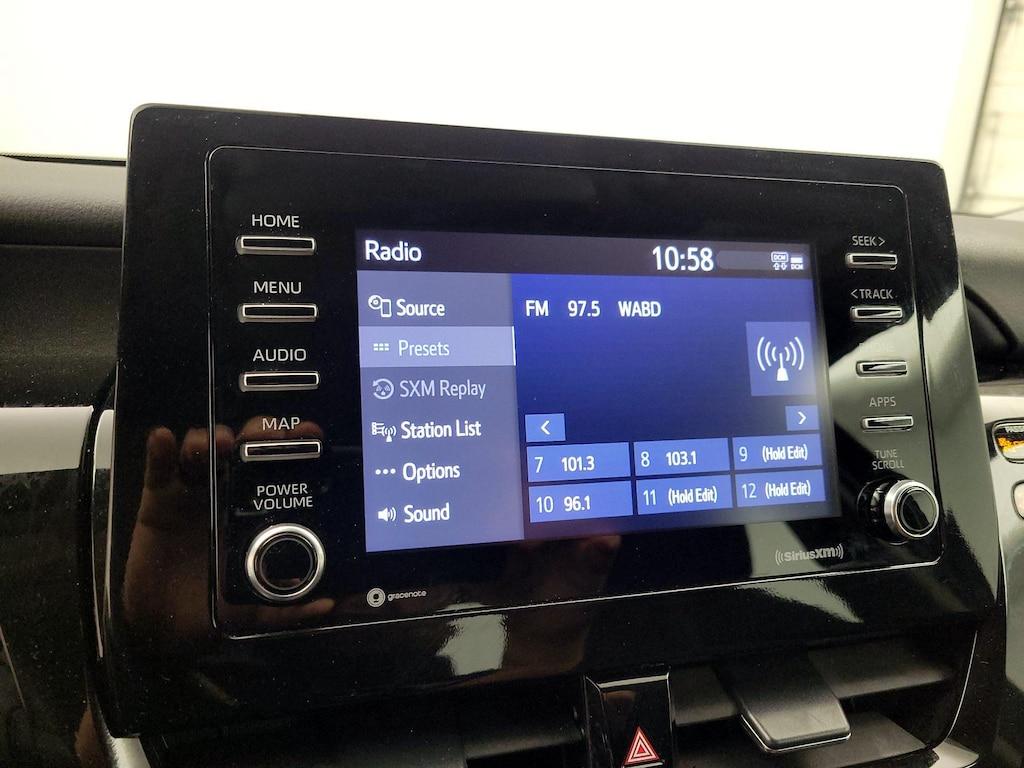 HOME
MENU
AUDIO
MAP
POWER
VOLUME
Radio
10:58
DCM
DCM
Source
Presets
SXM Replay
Station List
Options
Sound
FM 97.5 WABD
<
>
7 101.3
8 103.1
9 (Hold Edit)
10 96.1
11 (Hold Edit)
12 (Hold Edit)
SEEK >
< TRACK
APPS
TUNE
SCROLL
gracenote
((SiriusXM))